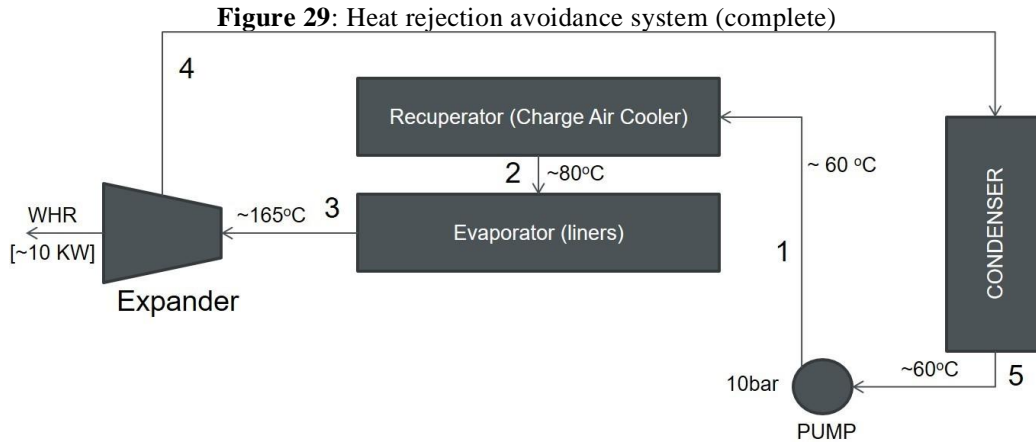 Figure 29: Heat rejection avoidance system (complete)
4
Recuperator (Charge Air Cooler)
~ 60 °C
2
~80°C
CONDENSER
WHR
~165°C
3
Evaporator (liners)
[~10 KW]
1
Expander
~60°C
5
10bar
PUMP